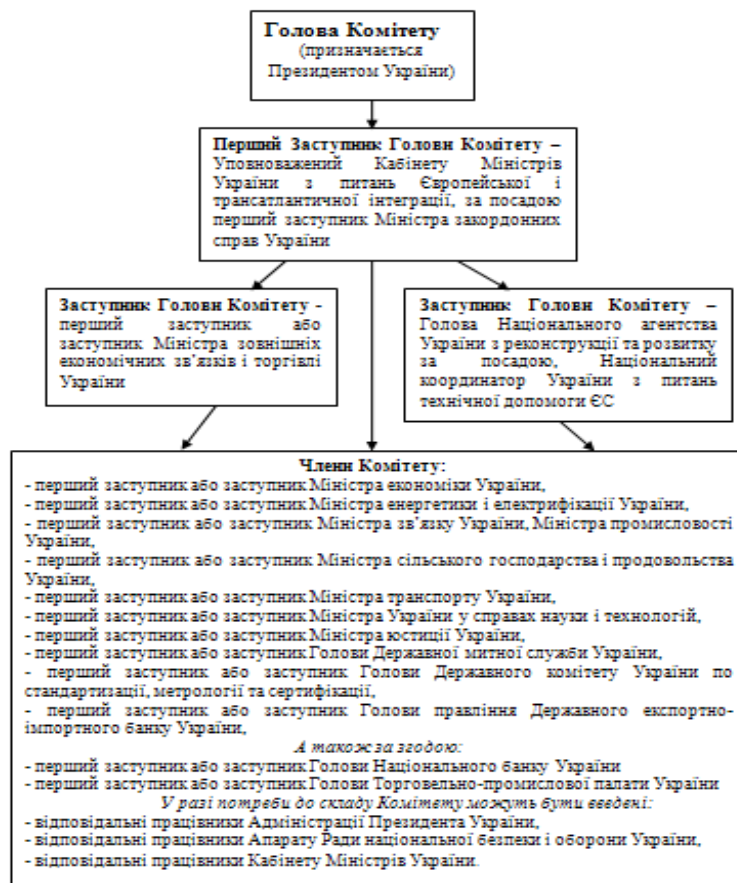 Голова Комітету
(призначається
Президентом України)
Перший Заступник Голови Комітету –
Уповноважений Кабінету Міністрів
України з питань Європейської і
трансатлантичної інтеграції, за посадою
перший заступник Міністра закордонних
справ України
Заступник Голови Комітету -
перший заступник або
заступник Міністра зовнішніх
економічних зв’язків і торгівлі
України
Заступник Голови Комітету –
Голова Національного агентства
України з реконструкції та розвитку
за посадою, Національний
координатор України з питань
технічної допомоги ЄС
Члени Комітету:
- перший заступник або заступник Міністра економіки України,
- перший заступник або заступник Міністра енергетики і електрифікації України,
- перший заступник або заступник Міністра зв’язку України, Міністра промисловості
України,
- перший заступник або заступник Міністра сільського господарства і продовольства
України,
- перший заступник або заступник Міністра транспорту України,
- перший заступник або заступник Міністра України у справах науки і технологій,
- перший заступник або заступник Міністра юстиції України,
- перший заступник або заступник Голови Державної митної служби України,
- перший заступник або заступник Голови Державного комітету України по
стандартизації, метрології та сертифікації,
- перший заступник або заступник Голови правління Державного експортно-
імпортного банку України,
А також за згодою:
- перший заступник або заступник Голови Національного банку України
- перший заступник або заступник Голови Торговельно-промислової палати України
У разі потреби до складу Комітету можуть бути введені:
- відповідальні працівники Адміністрації Президента України,
- відповідальні працівники Апарату Ради національної безпеки і оборони України,
- відповідальні працівники Кабінету Міністрів України.